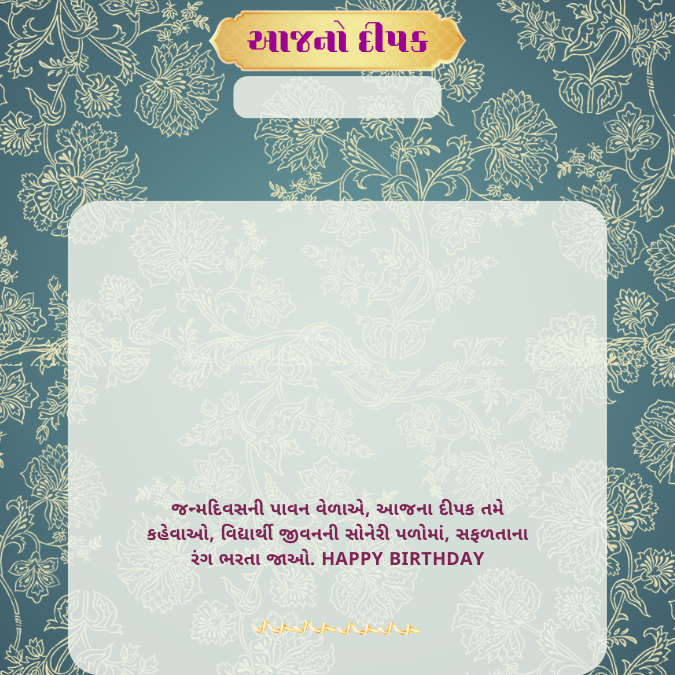 આજનો દીપક
જન્મદિવસની પાવન વેળાએ, આજના દીપક તમે
કહેવાઓ, વિદ્યાર્થી જીવનની સોનેરી પળોમાં, સફળતાના
રંગ ભરતા જાઓ. HAPPY BIRTHDAY